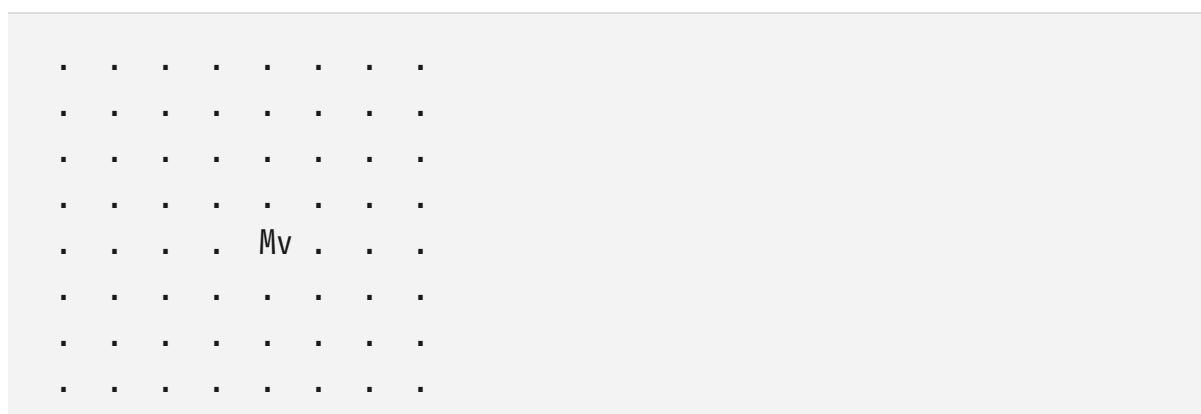 . . . . . . . .
. . . . . . . .
. . . . . . . .
. . . . . . . .
. . . . Mv . . .
. . . . . . . .
. . . . . . . .
. . . . . . . .